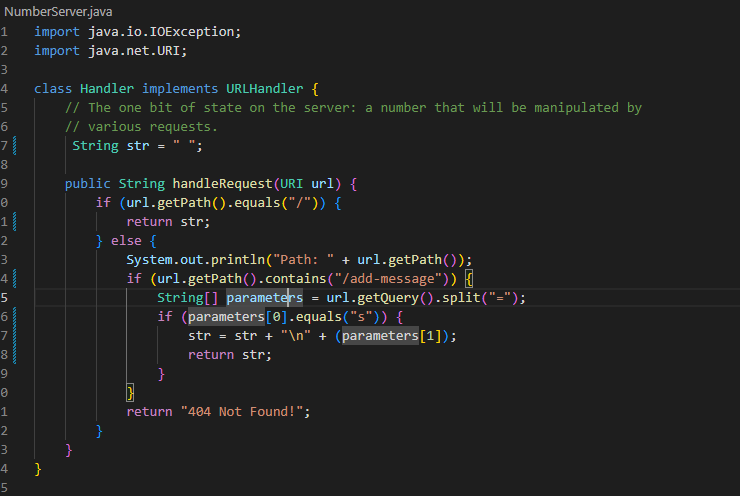 NumberServer.java
1 import java.io.IOException;
2 import java.net.URI;
3
4 class Handler implements URLHandler {
5 // The one bit of state on the server: a number that will be manipulated by
6 // various requests.
7 String str = " ";
8
9 public String handleRequest(URI url) {
0 if (url.getPath().equals("/")) {
1 return str;
2 } else {
3 System.out.println("Path: " + url.getPath());
4 if (url.getPath().contains("/add-message")) {
5 String[] parameters = url.getQuery().split("=");
6 if (parameters[0].equals("s")) {
7 str = str + "\n" + (parameters[1]);
8 return str;
9 }
0 }
1 return "404 Not Found!";
2 }
3 }
4 }
5